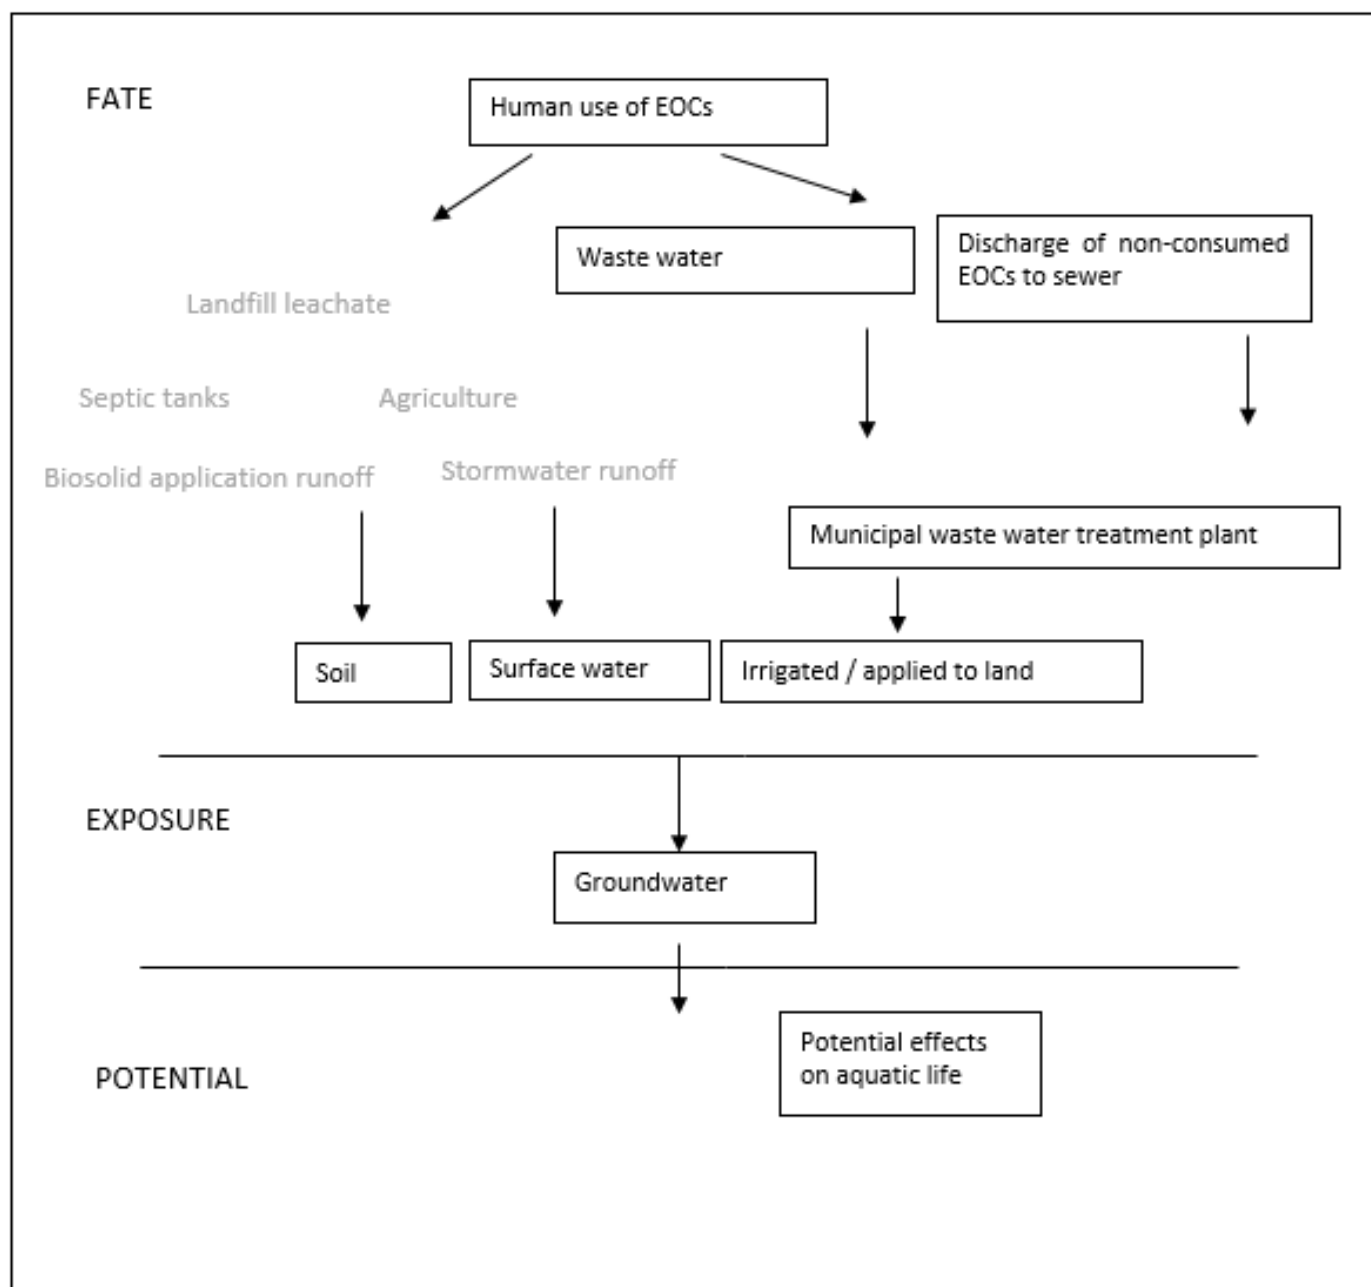 FATE
Human use of EOCs
Waste water
Discharge of non-consumed
EOCs to sewer
Landfill leachate
Septic tanks
Agriculture
Biosolid application runoff
Stormwater runoff
Municipal waste water treatment plant
Soil
Surface water
Irrigated / applied to land
EXPOSURE
Groundwater
POTENTIAL
Potential effects
on aquatic life